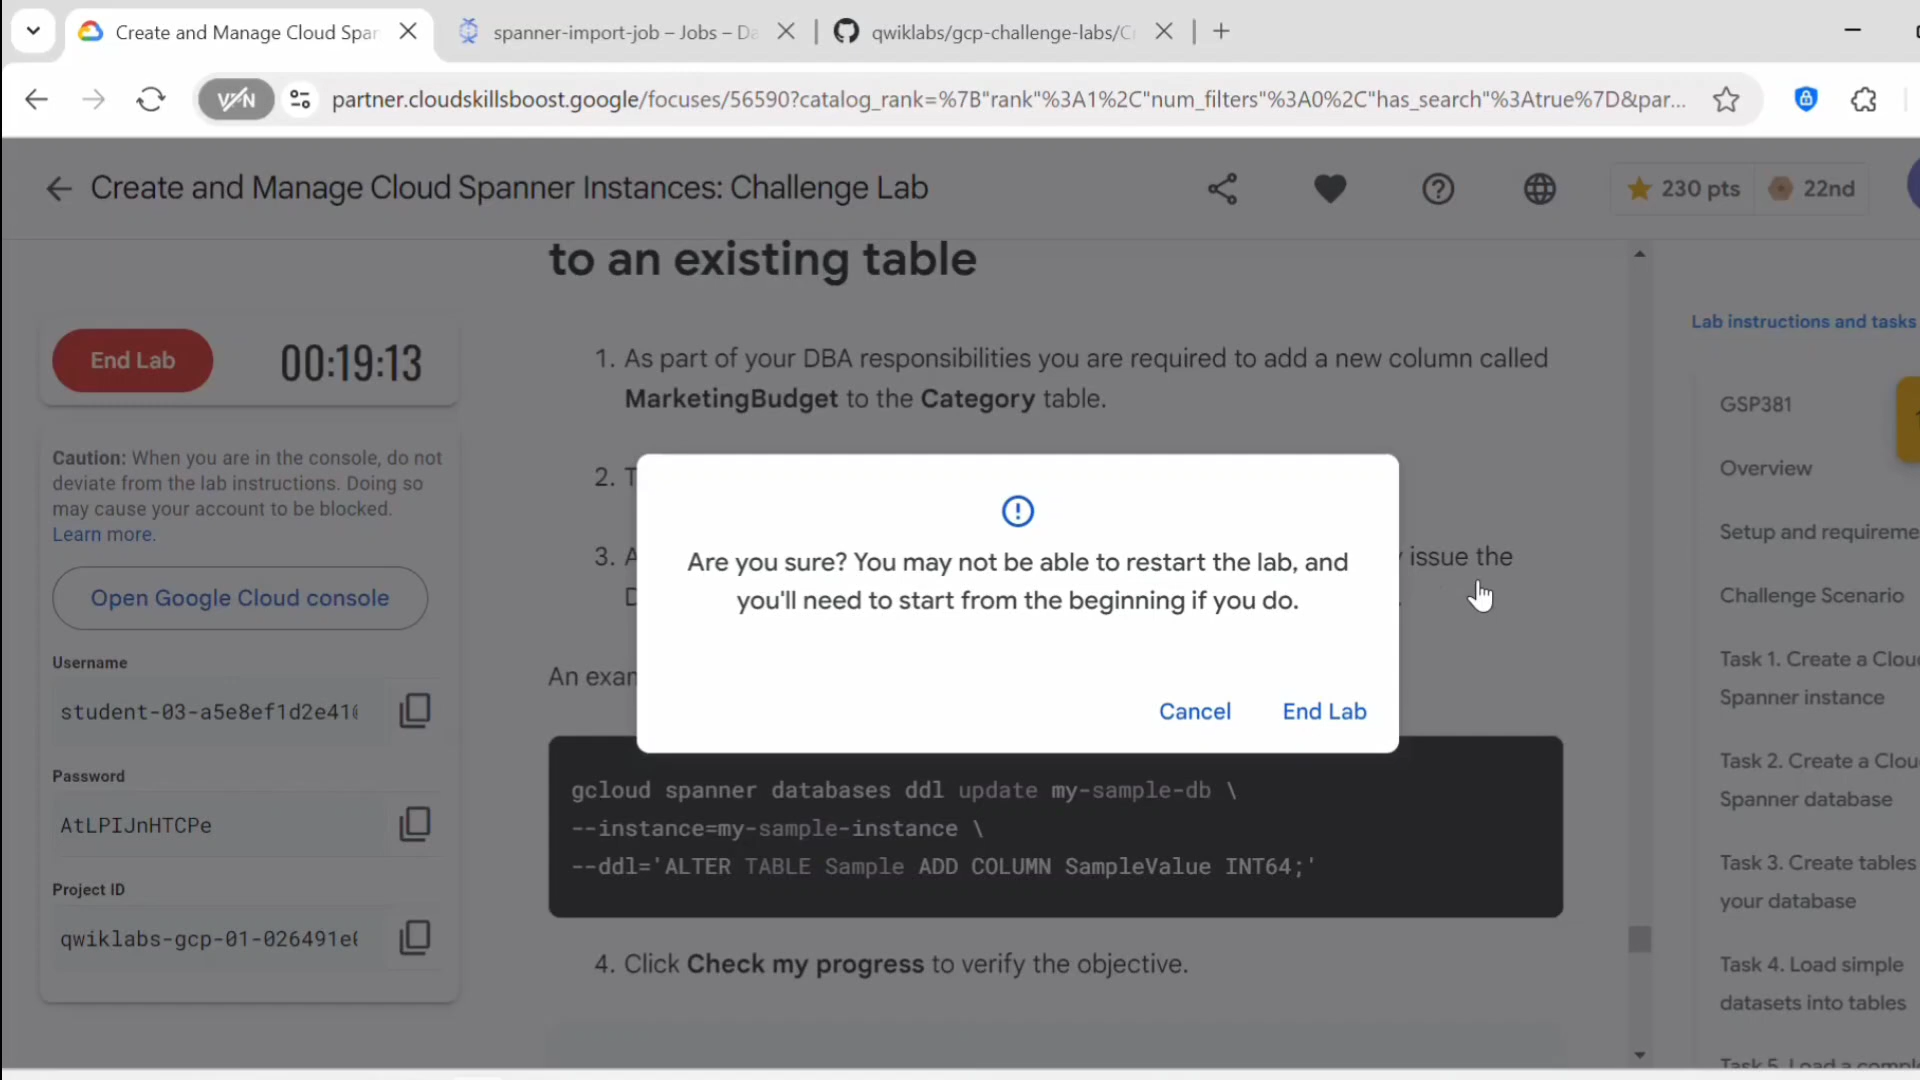 Create and Manage Cloud Span
spanner-import-job – Jobs – Da
qwiklabs/gcp-challenge-labs/C
VPN
partner.cloudskillsboost.google/focuses/56590?catalog_rank=%7B"rank"%3A1%2C"num_filters"%3A0%2C"has_search"%3Atrue%7D&par...
Create and Manage Cloud Spanner Instances: Challenge Lab
230 pts
22nd
to an existing table
End Lab
00:19:13
Caution: When you are in the console, do not
deviate from the lab instructions. Doing so
may cause your account to be blocked.
Learn more.
Open Google Cloud console
Username
student-03-a5e8ef1d2e41
Password
AtLPIJnHTCPe
Project ID
qwiklabs-gcp-01-026491e
1. As part of your DBA responsibilities you are required to add a new column called
MarketingBudget to the Category table.
2. T
3. A
issue the
D
An exam
Are you sure? You may not be able to restart the lab, and
you'll need to start from the beginning if you do.
Cancel
End Lab
gcloud spanner databases ddl update my-sample-db \
--instance=my-sample-instance \
--ddl='ALTER TABLE Sample ADD COLUMN SampleValue INT64;'
4. Click Check my progress to verify the objective.
Lab instructions and tasks
GSP381
Overview
Setup and requireme
Challenge Scenario
Task 1. Create a Clou
Spanner instance
Task 2. Create a Clou
Spanner database
Task 3. Create tables
your database
Task 4. Load simple
datasets into tables
Task 5. Load a comple